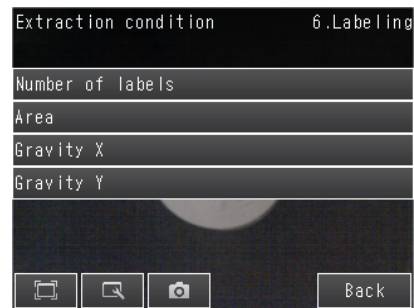 Extraction condition 6.Labeling
Number of labels
Area
Gravity X
Gravity Y
Back